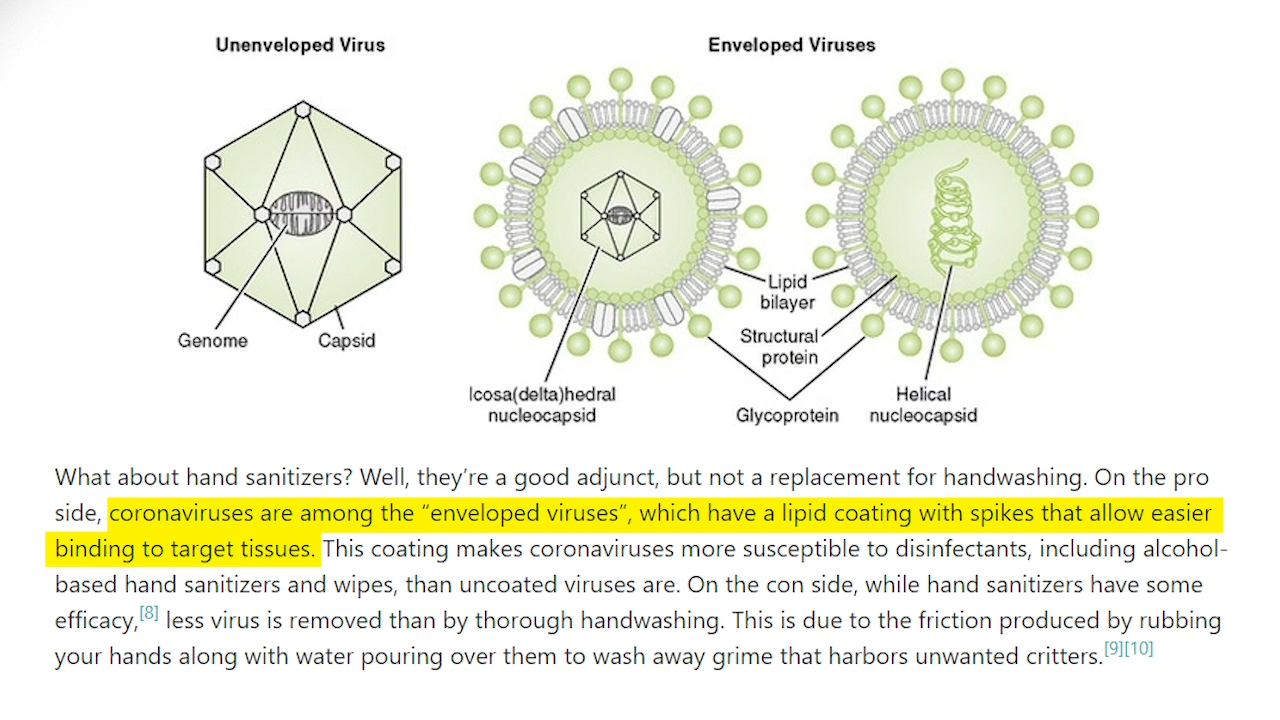 Unenveloped Virus
Enveloped Viruses
Genome
Capsid
Lipid
bilayer
Structural
protein
Icosa(delta)hedral
nucleocapsid
Glycoprotein
Helical
nucleocapsid
What about hand sanitizers? Well, they’re a good adjunct, but not a replacement for handwashing. On the pro
side, coronaviruses are among the “enveloped viruses”, which have a lipid coating with spikes that allow easier
binding to target tissues. This coating makes coronaviruses more susceptible to disinfectants, including alcohol-
based hand sanitizers and wipes, than uncoated viruses are. On the con side, while hand sanitizers have some
efficacy,[8] less virus is removed than by thorough handwashing. This is due to the friction produced by rubbing
your hands along with water pouring over them to wash away grime that harbors unwanted critters.[9][10]